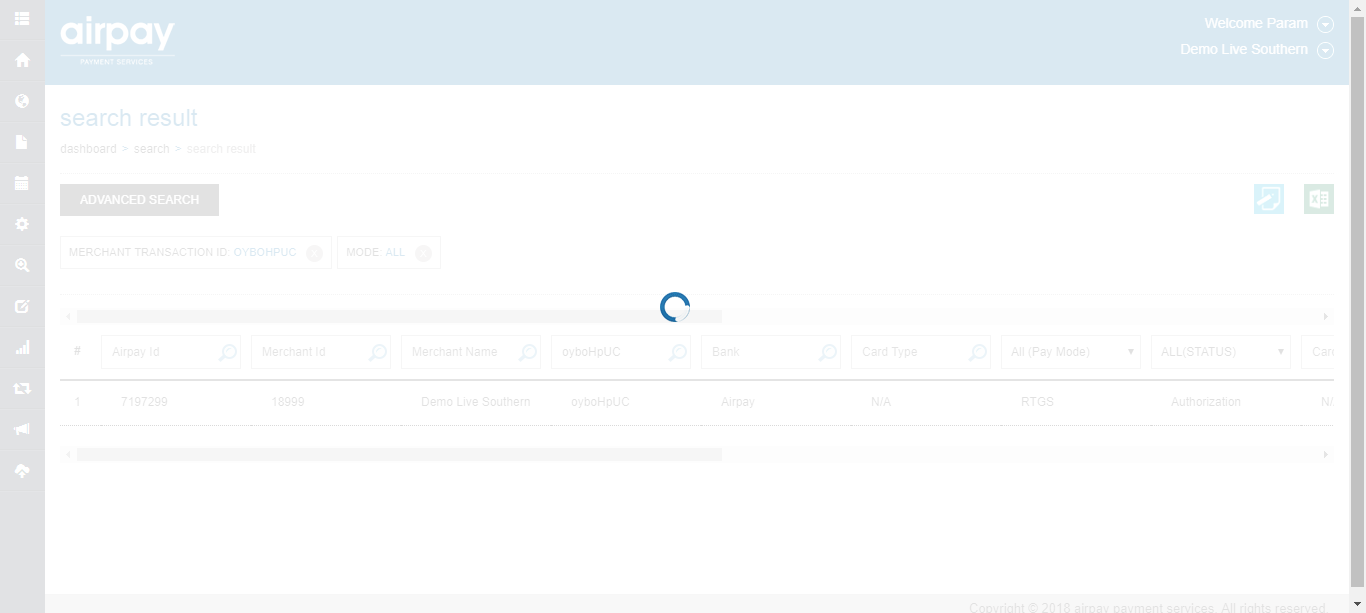 airpay
PAYMENT SERVICES
Welcome Param
Demo Live Southern
search result
dashboard > search > search result
ADVANCED SEARCH
MERCHANT TRANSACTION ID: OYBOHPUC
MODE: ALL
# Airpay Id Merchant Id Merchant Name oyboHpUC Bank Card Type All (Pay Mode) ALL(STATUS) Card
1 7197299 18999 Demo Live Southern oyboHpUC Airpay N/A RTGS Authorization N/
Copyright © 2018 airpay payment services. All rights reserved.